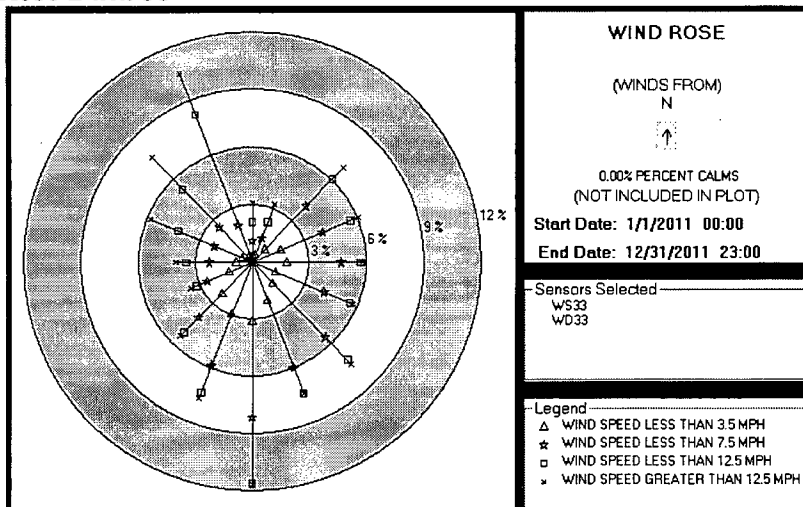 3 %
6 %
9 %
12 %
WIND ROSE
(WINDS FROM)
N
0.00% PERCENT CALMS
(NOT INCLUDED IN PLOT)
Start Date: 1/1/2011 00:00
End Date: 12/31/2011 23:00
Sensors Selected
WS33
WD33
Legend
WIND SPEED LESS THAN 3.5 MPH
WIND SPEED LESS THAN 7.5 MPH
WIND SPEED LESS THAN 12.5 MPH
WIND SPEED GREATER THAN 12.5 MPH